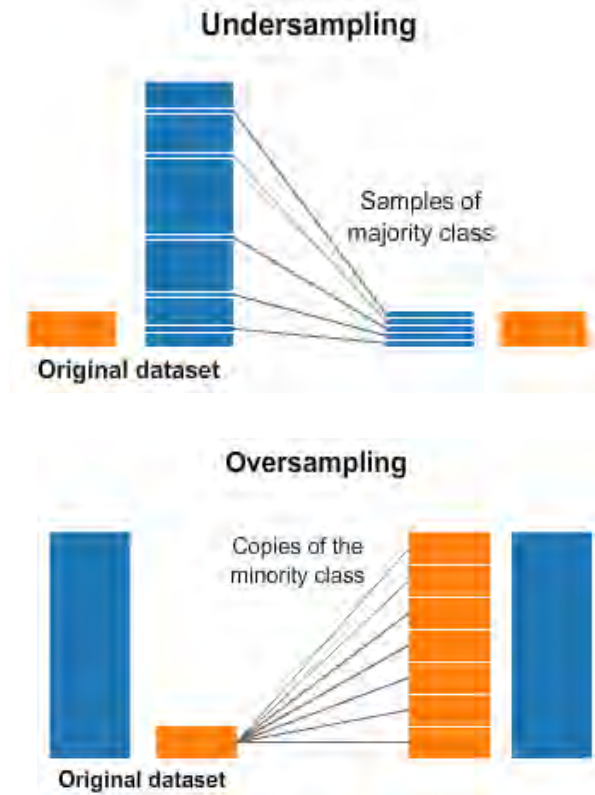 Undersampling
Samples of
majority class
Original dataset
Oversampling
Copies of the
minority class
Original dataset